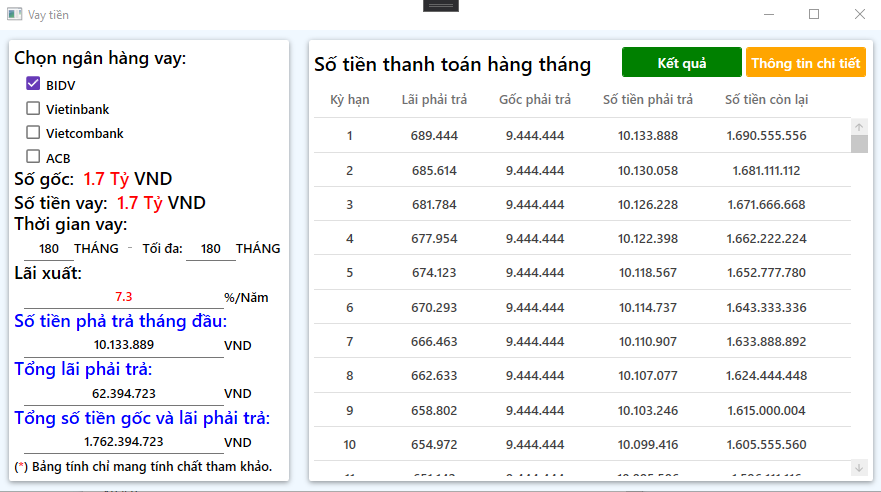 Vay tiền
Chọn ngân hàng vay:
BIDV
Vietinbank
Vietcombank
ACB
Số gốc: 1.7 Tỷ VND
Số tiền vay: 1.7 Tỷ VND
Thời gian vay:
180 THÁNG - Tối đa: 180 THÁNG
Lãi xuất:
7.3 %/Năm
Số tiền phả trả tháng đầu:
10.133.889 VND
Tổng lãi phải trả:
62.394.723 VND
Tổng số tiền gốc và lãi phải trả:
1.762.394.723 VND
(*) Bảng tính chỉ mang tính chất tham khảo.
Số tiền thanh toán hàng tháng
Kết quả
Thông tin chi tiết
Kỳ hạn Lãi phải trả Gốc phải trả Số tiền phải trả Số tiền còn lại
1 689.444 9.444.444 10.133.888 1.690.555.556
2 685.614 9.444.444 10.130.058 1.681.111.112
3 681.784 9.444.444 10.126.228 1.671.666.668
4 677.954 9.444.444 10.122.398 1.662.222.224
5 674.123 9.444.444 10.118.567 1.652.777.780
6 670.293 9.444.444 10.114.737 1.643.333.336
7 666.463 9.444.444 10.110.907 1.633.888.892
8 662.633 9.444.444 10.107.077 1.624.444.448
9 658.802 9.444.444 10.103.246 1.615.000.004
10 654.972 9.444.444 10.099.416 1.605.555.560